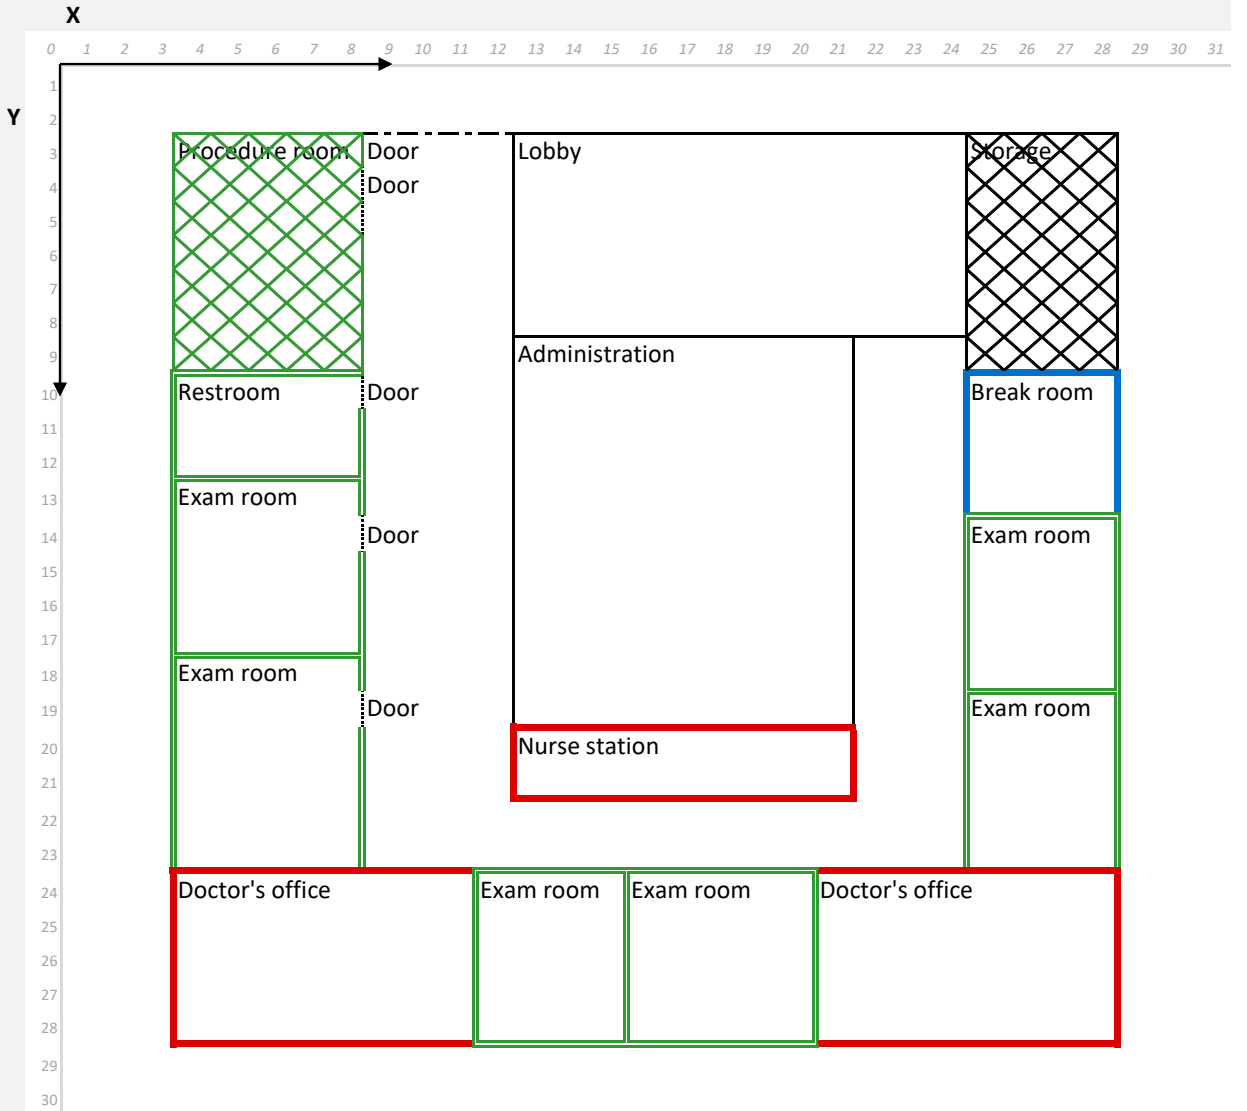 X
0 1 2 3 4 5 6 7 8 9 10 11 12 13 14 15 16 17 18 19 20 21 22 23 24 25 26 27 28 29 30 31
1
Y
2
3 Procedure room Door Lobby Storage
4 Door
5
6
7
8
9 Administration
10 Restroom Door Break room
11
12
13 Exam room
14 Door Exam room
15
16
17
18 Exam room
19 Door Exam room
20 Nurse station
21
22
23
24 Doctor's office Exam room Exam room Doctor's office
25
26
27
28
29
30